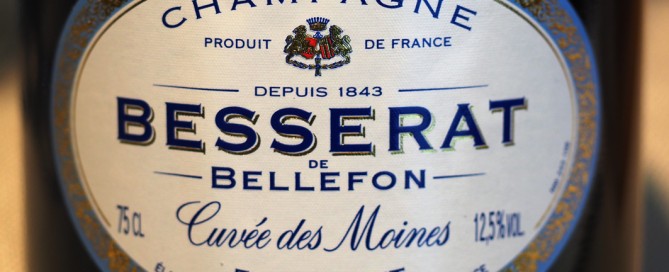 CHAMPAGNE
PRODUIT DE FRANCE
DEPUIS 1843
BESSERAT
DE
BELLEFON
Cuvée des Moines
75 CL 12,5% VOL.